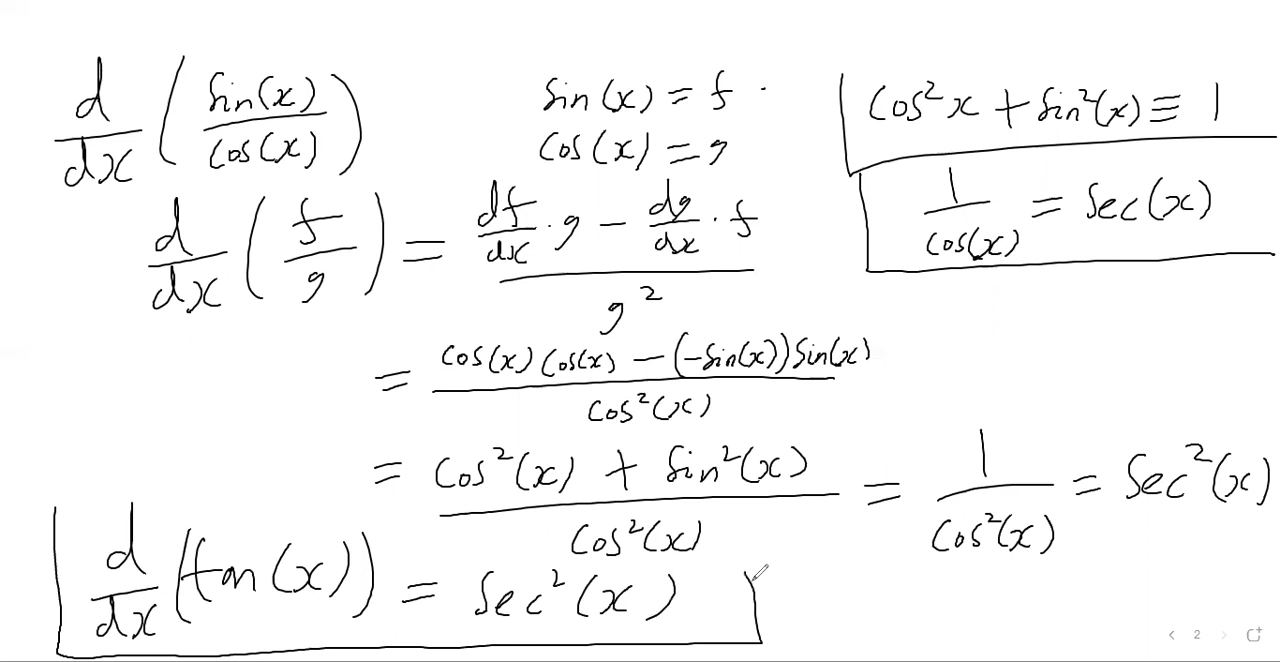 d/dx (sin(x)/cos(x))
sin(x) = f
cos(x) = g
cos²x + sin²(x) ≡ 1
1/cos(x) = sec(x)
d/dx (f/g) = (df/dx · g − dg/dx · f)/g²
= (cos(x) cos(x) − (−sin(x)) sin(x))/cos²(x)
= (cos²(x) + sin²(x))/cos²(x) = 1/cos²(x) = sec²(x)
d/dx (tan(x)) = sec²(x)
2